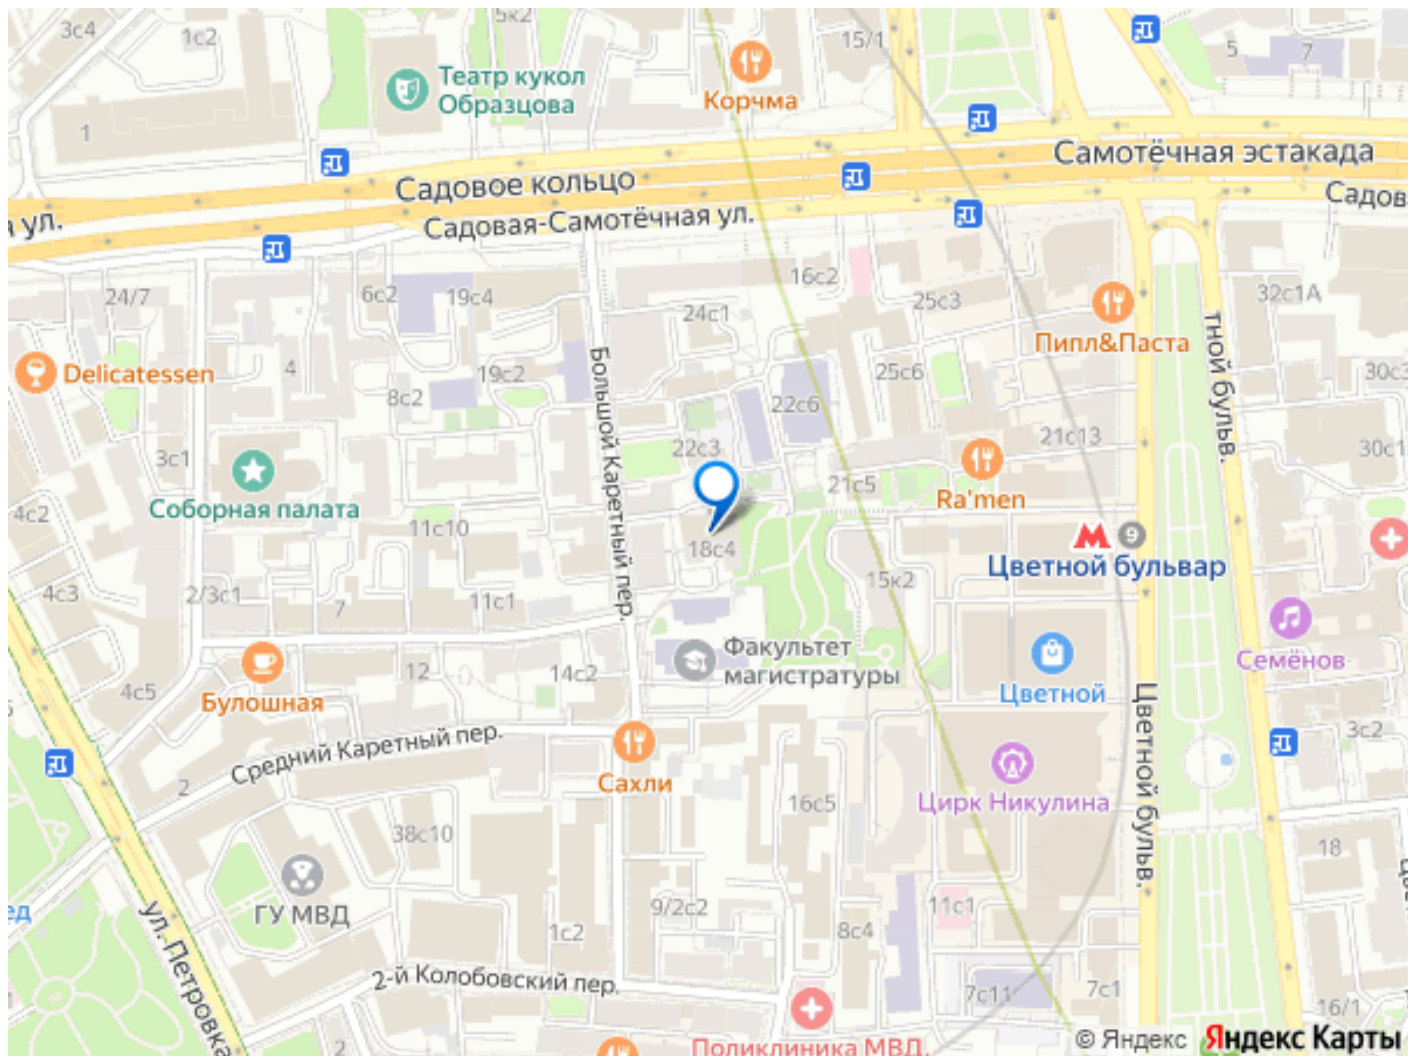 3с4
1с2
5к2
15/1
5
7
Театр кукол
Образцова
Корчма
1
Самотёчная эстакада
Садовое кольцо
Садов
Садовая-Самотёчная ул.
а ул.
24/7
6с2
19с4
16с2
24с1
25с3
32с1А
Пипл&Паста
Delicatessen
4
19с2
8с2
25с6
30с3
Большой Каретный пер.
тной бульв.
22с6
21с13
22с3
3с1
30с1
Соборная палата
21с5
Ra'men
4с2
11с10
18с4
9
Цветной бульвар
15к2
4с3
2/3с1
7
11с1
Факультет
магистратуры
Семёнов
12
14с2
4с5
Булошная
Цветной
Цветной бульв.
3с2
Средний Каретный пер.
2
Сахли
Цирк Никулина
16с5
38с10
18
ГУ МВД
9/2с2
11с1
ед
ул. Петровка
1с2
8с4
2-й Колобовский пер.
7с11
7с1
16/1
2
Поликлиника МВД,
© Яндекс
Яндекс Карты